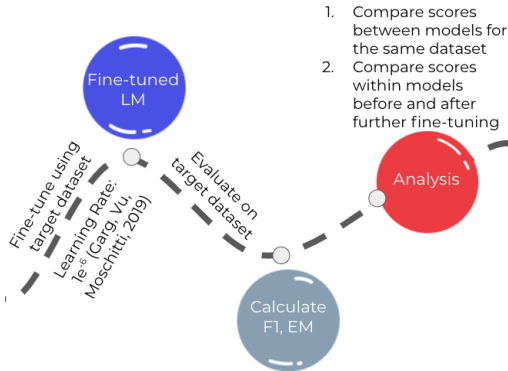 1. Compare scores
between models for
the same dataset
2. Compare scores
within models
before and after
further fine-tuning
Fine-tuned
LM
Fine-tune using
target dataset
Learning Rate:
1e-6 (Garg, Vu,
Moschitti, 2019)
Evaluate on
target dataset
Analysis
Calculate
F1, EM